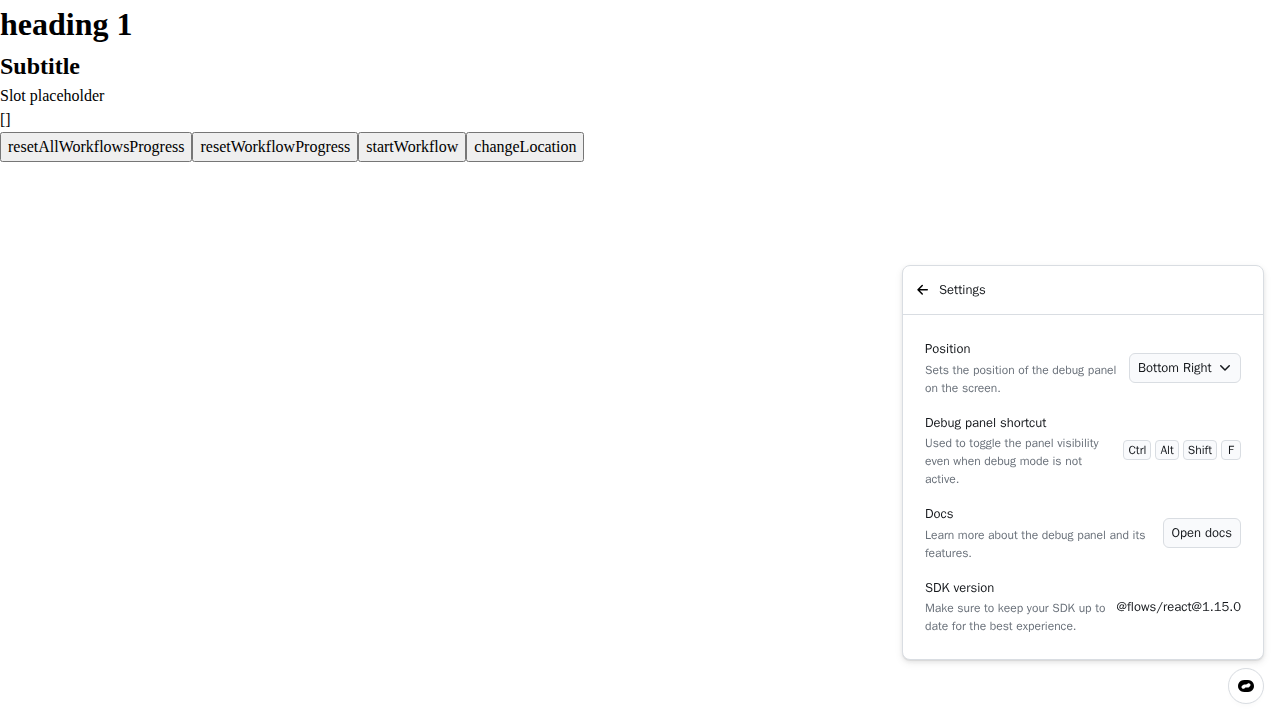 heading 1
Subtitle
Slot placeholder
[]
resetAllWorkflowsProgress resetWorkflowProgress startWorkflow changeLocation
Settings
Position
Sets the position of the debug panel
on the screen.
Bottom Right
Debug panel shortcut
Used to toggle the panel visibility
even when debug mode is not
active.
Ctrl Alt Shift F
Docs
Learn more about the debug panel and its
features.
Open docs
SDK version
Make sure to keep your SDK up to
date for the best experience.
@flows/react@1.15.0